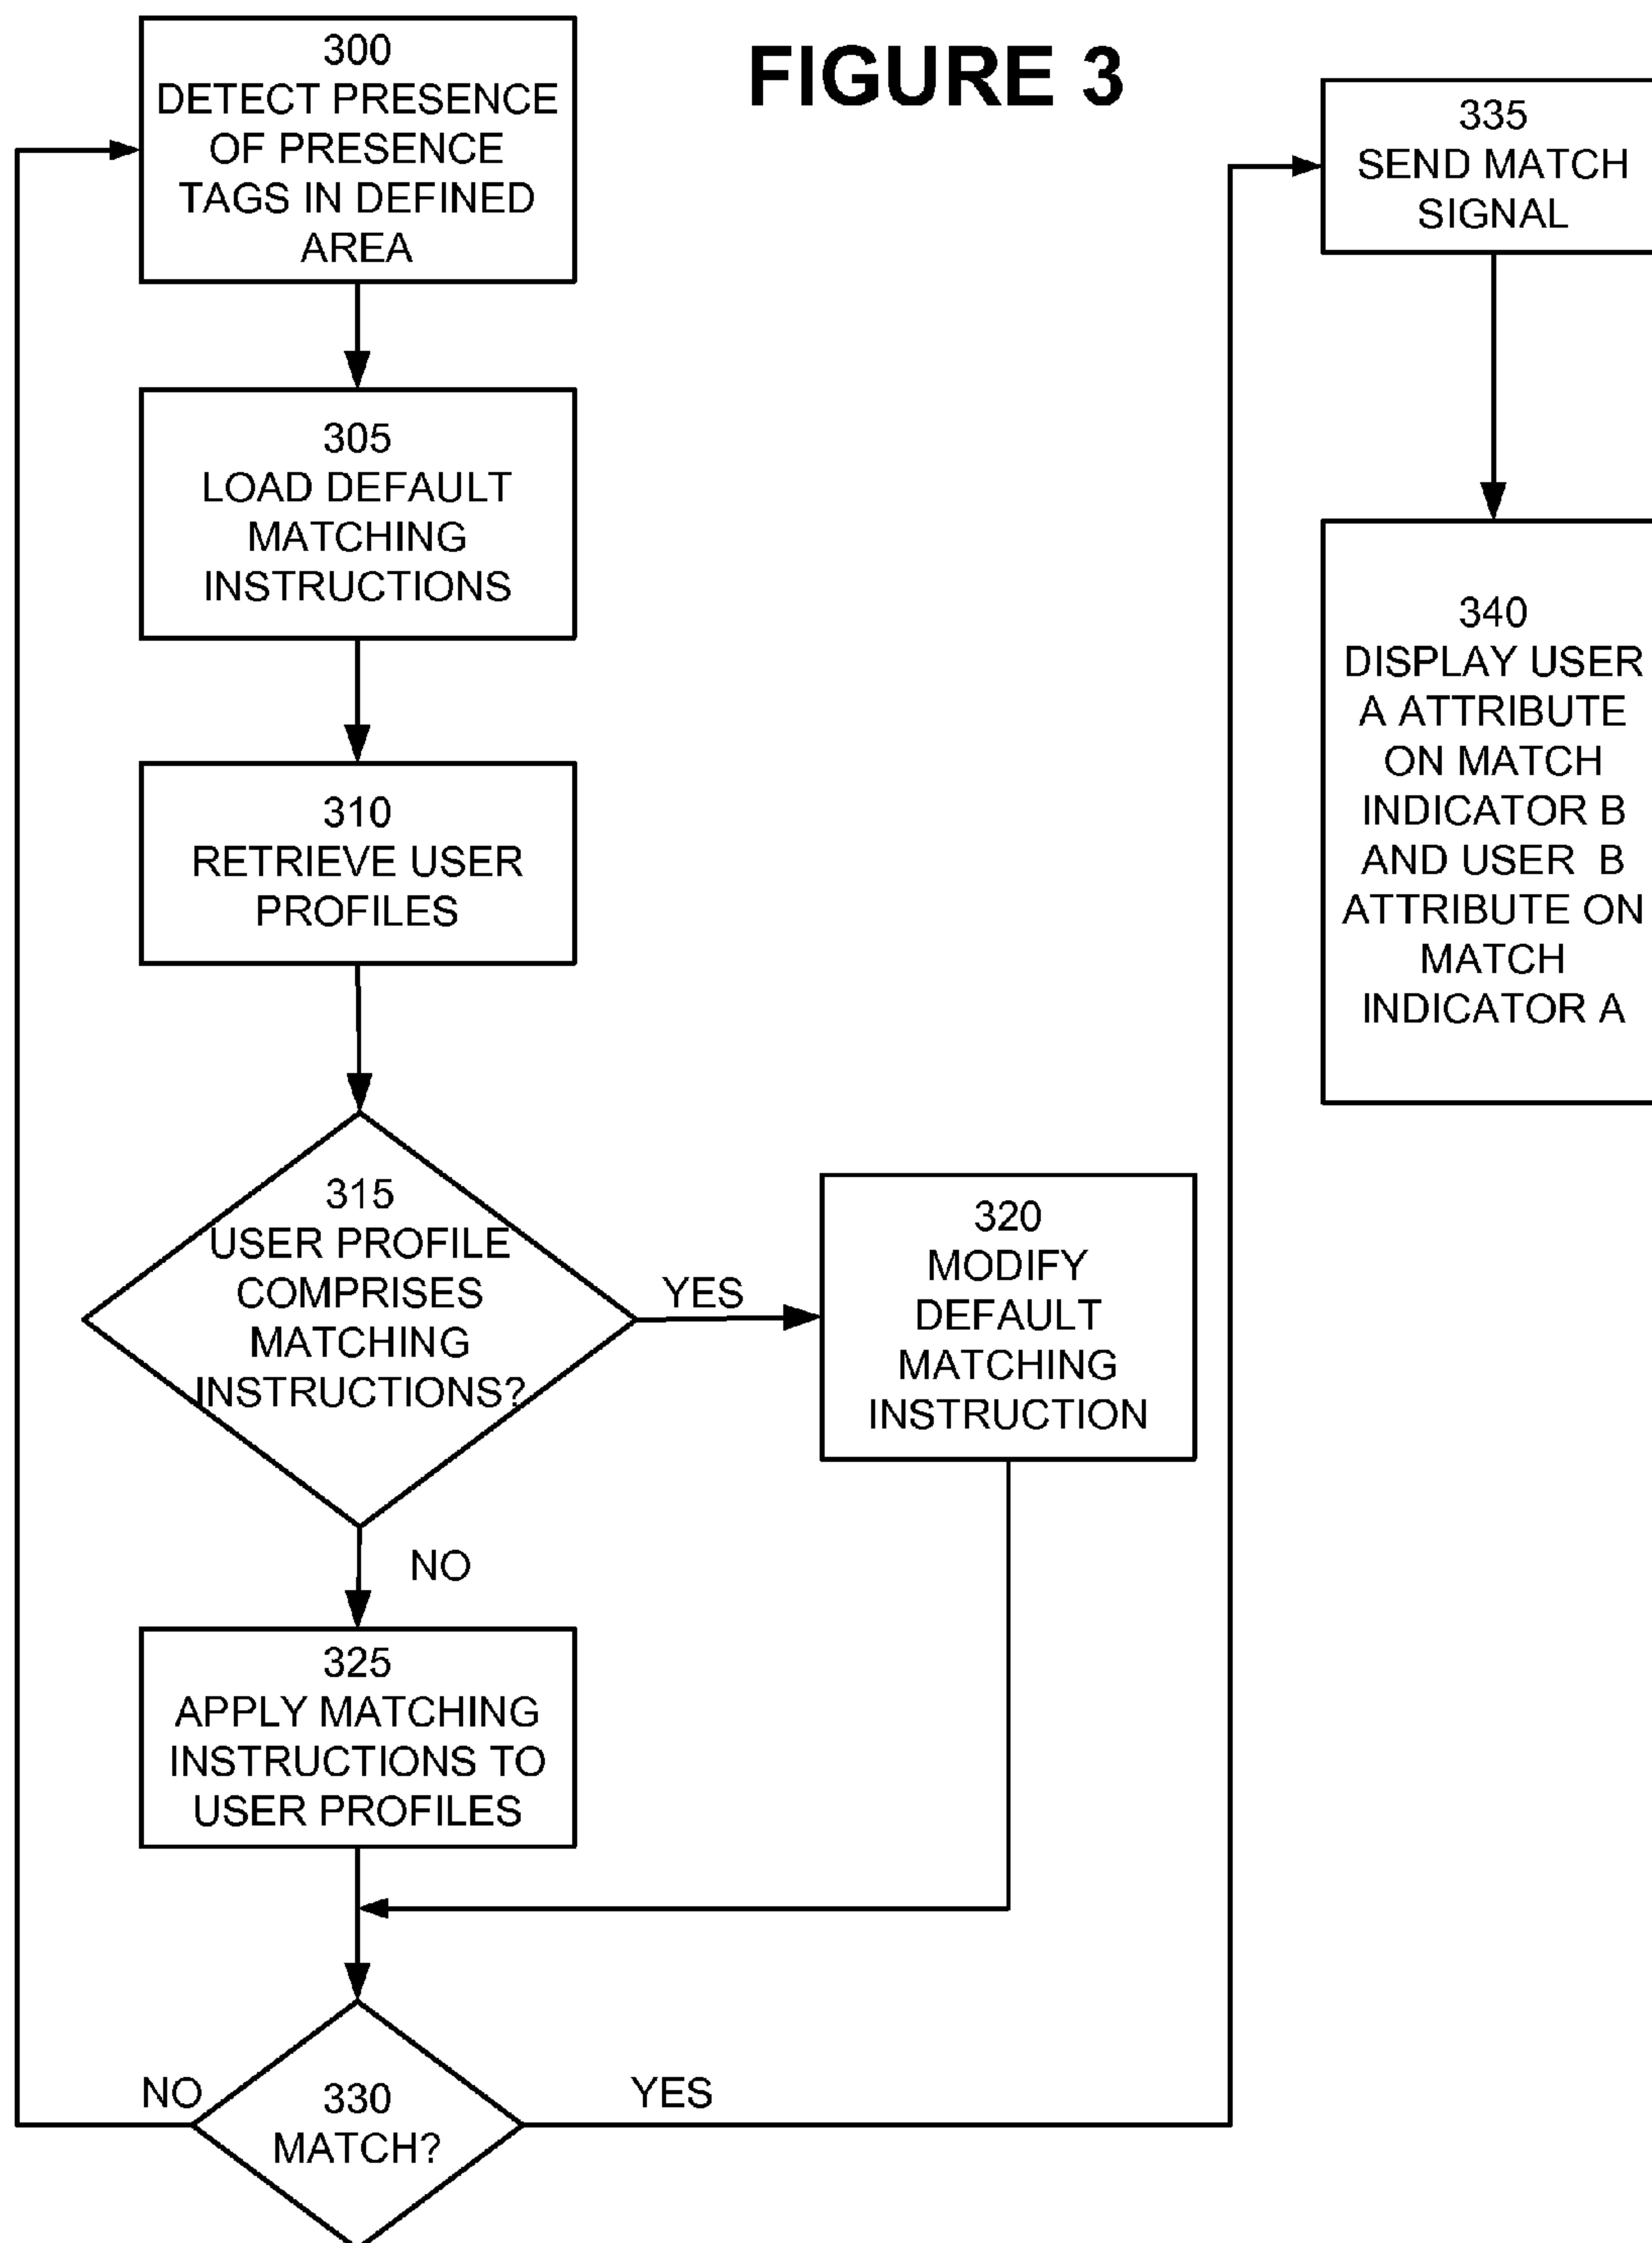 FIGURE 3
300
DETECT PRESENCE
OF PRESENCE
TAGS IN DEFINED
AREA
305
LOAD DEFAULT
MATCHING
INSTRUCTIONS
310
RETRIEVE USER
PROFILES
315
USER PROFILE
COMPRISES
MATCHING
INSTRUCTIONS?
YES
320
MODIFY
DEFAULT
MATCHING
INSTRUCTION
NO
325
APPLY MATCHING
INSTRUCTIONS TO
USER PROFILES
330
MATCH?
NO
YES
335
SEND MATCH
SIGNAL
340
DISPLAY USER
A ATTRIBUTE
ON MATCH
INDICATOR B
AND USER B
ATTRIBUTE ON
MATCH
INDICATOR A